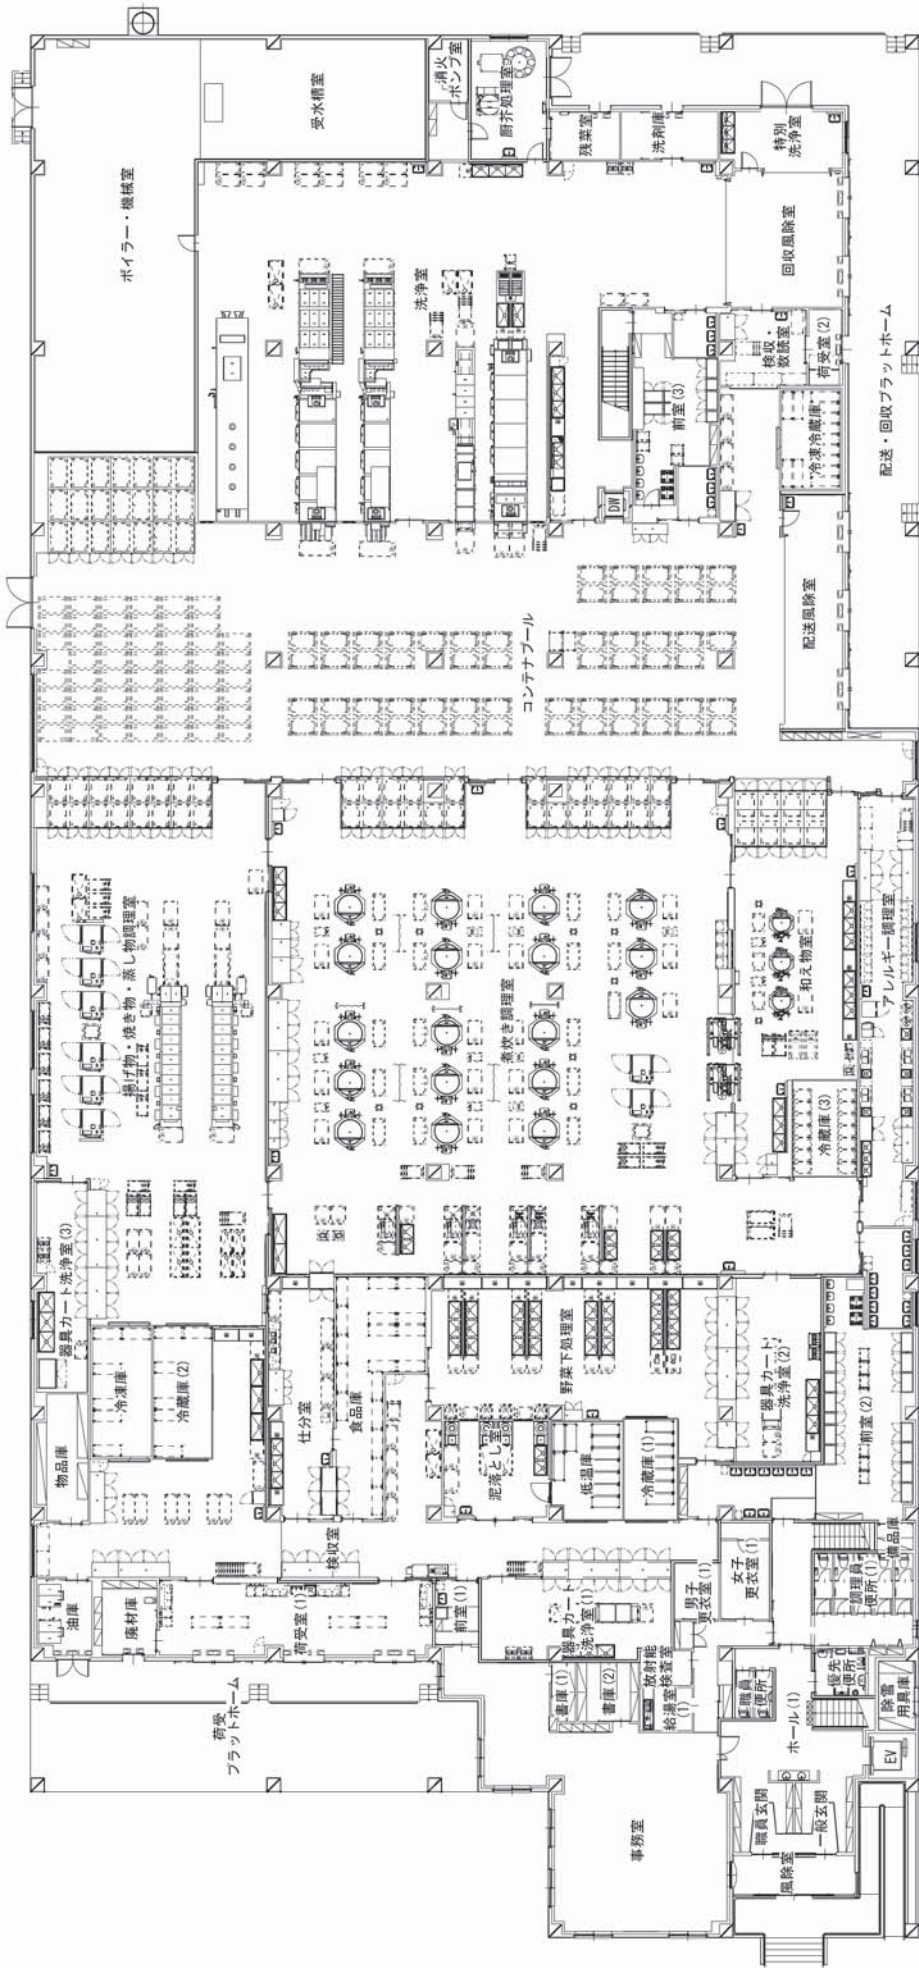 ボイラー・機械室
受水槽室
消火
ポンプ室
厨芥処理室
残菜室
洗剤庫
特別
洗浄室
回収風除室
洗浄室
前室(3)
検収・
数読室
荷受室(2)
冷凍冷蔵庫
配送・回収プラットホーム
DW
配送風除室
コンテナプール
揚げ物・焼き物・蒸し物調理室
煮炊き調理室
和え物室
アレルギー調理室
冷蔵庫(3)
器具カート洗浄室(3)
冷凍庫
冷蔵庫(2)
物品庫
仕分室
食品庫
野菜下処理室
泥落とし室
低温庫
冷蔵庫(1)
器具カート
洗浄室(2)
前室(2)
検収室
油庫
廃材庫
荷受室(1)
前室(1)
器具カート
洗浄室(1)
男子
更衣室(1)
女子
更衣室(1)
備品庫
調理員
便所(1)
荷受
プラットホーム
書庫(1)
書庫(2)
放射能
検査室
給湯室
(1)
職員
便所
優先
便所
除雪
用具庫
ホール(1)
EV
事務室
職員玄関
一般玄関
風除室